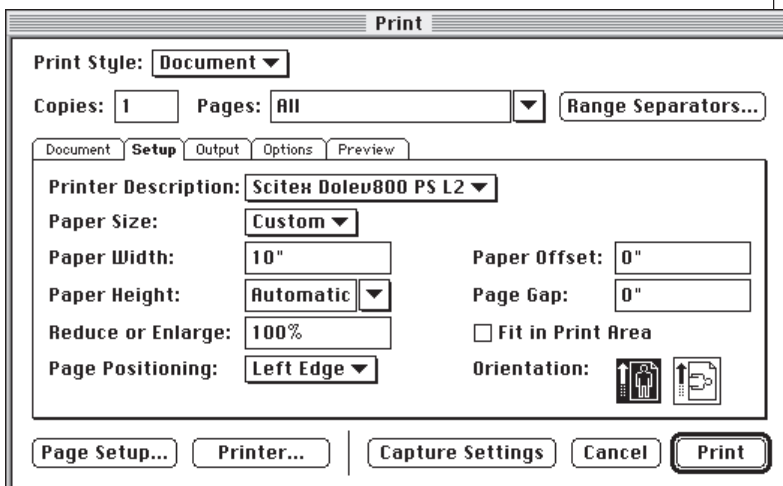 Print
Print Style: Document
Copies: 1 Pages: All Range Separators...
Document Setup Output Options Preview
Printer Description: Scitex Dolev800 PS L2
Paper Size: Custom
Paper Width: 10" Paper Offset: 0"
Paper Height: Automatic Page Gap: 0"
Reduce or Enlarge: 100% Fit in Print Area
Page Positioning: Left Edge Orientation:
Page Setup... Printer... Capture Settings Cancel Print